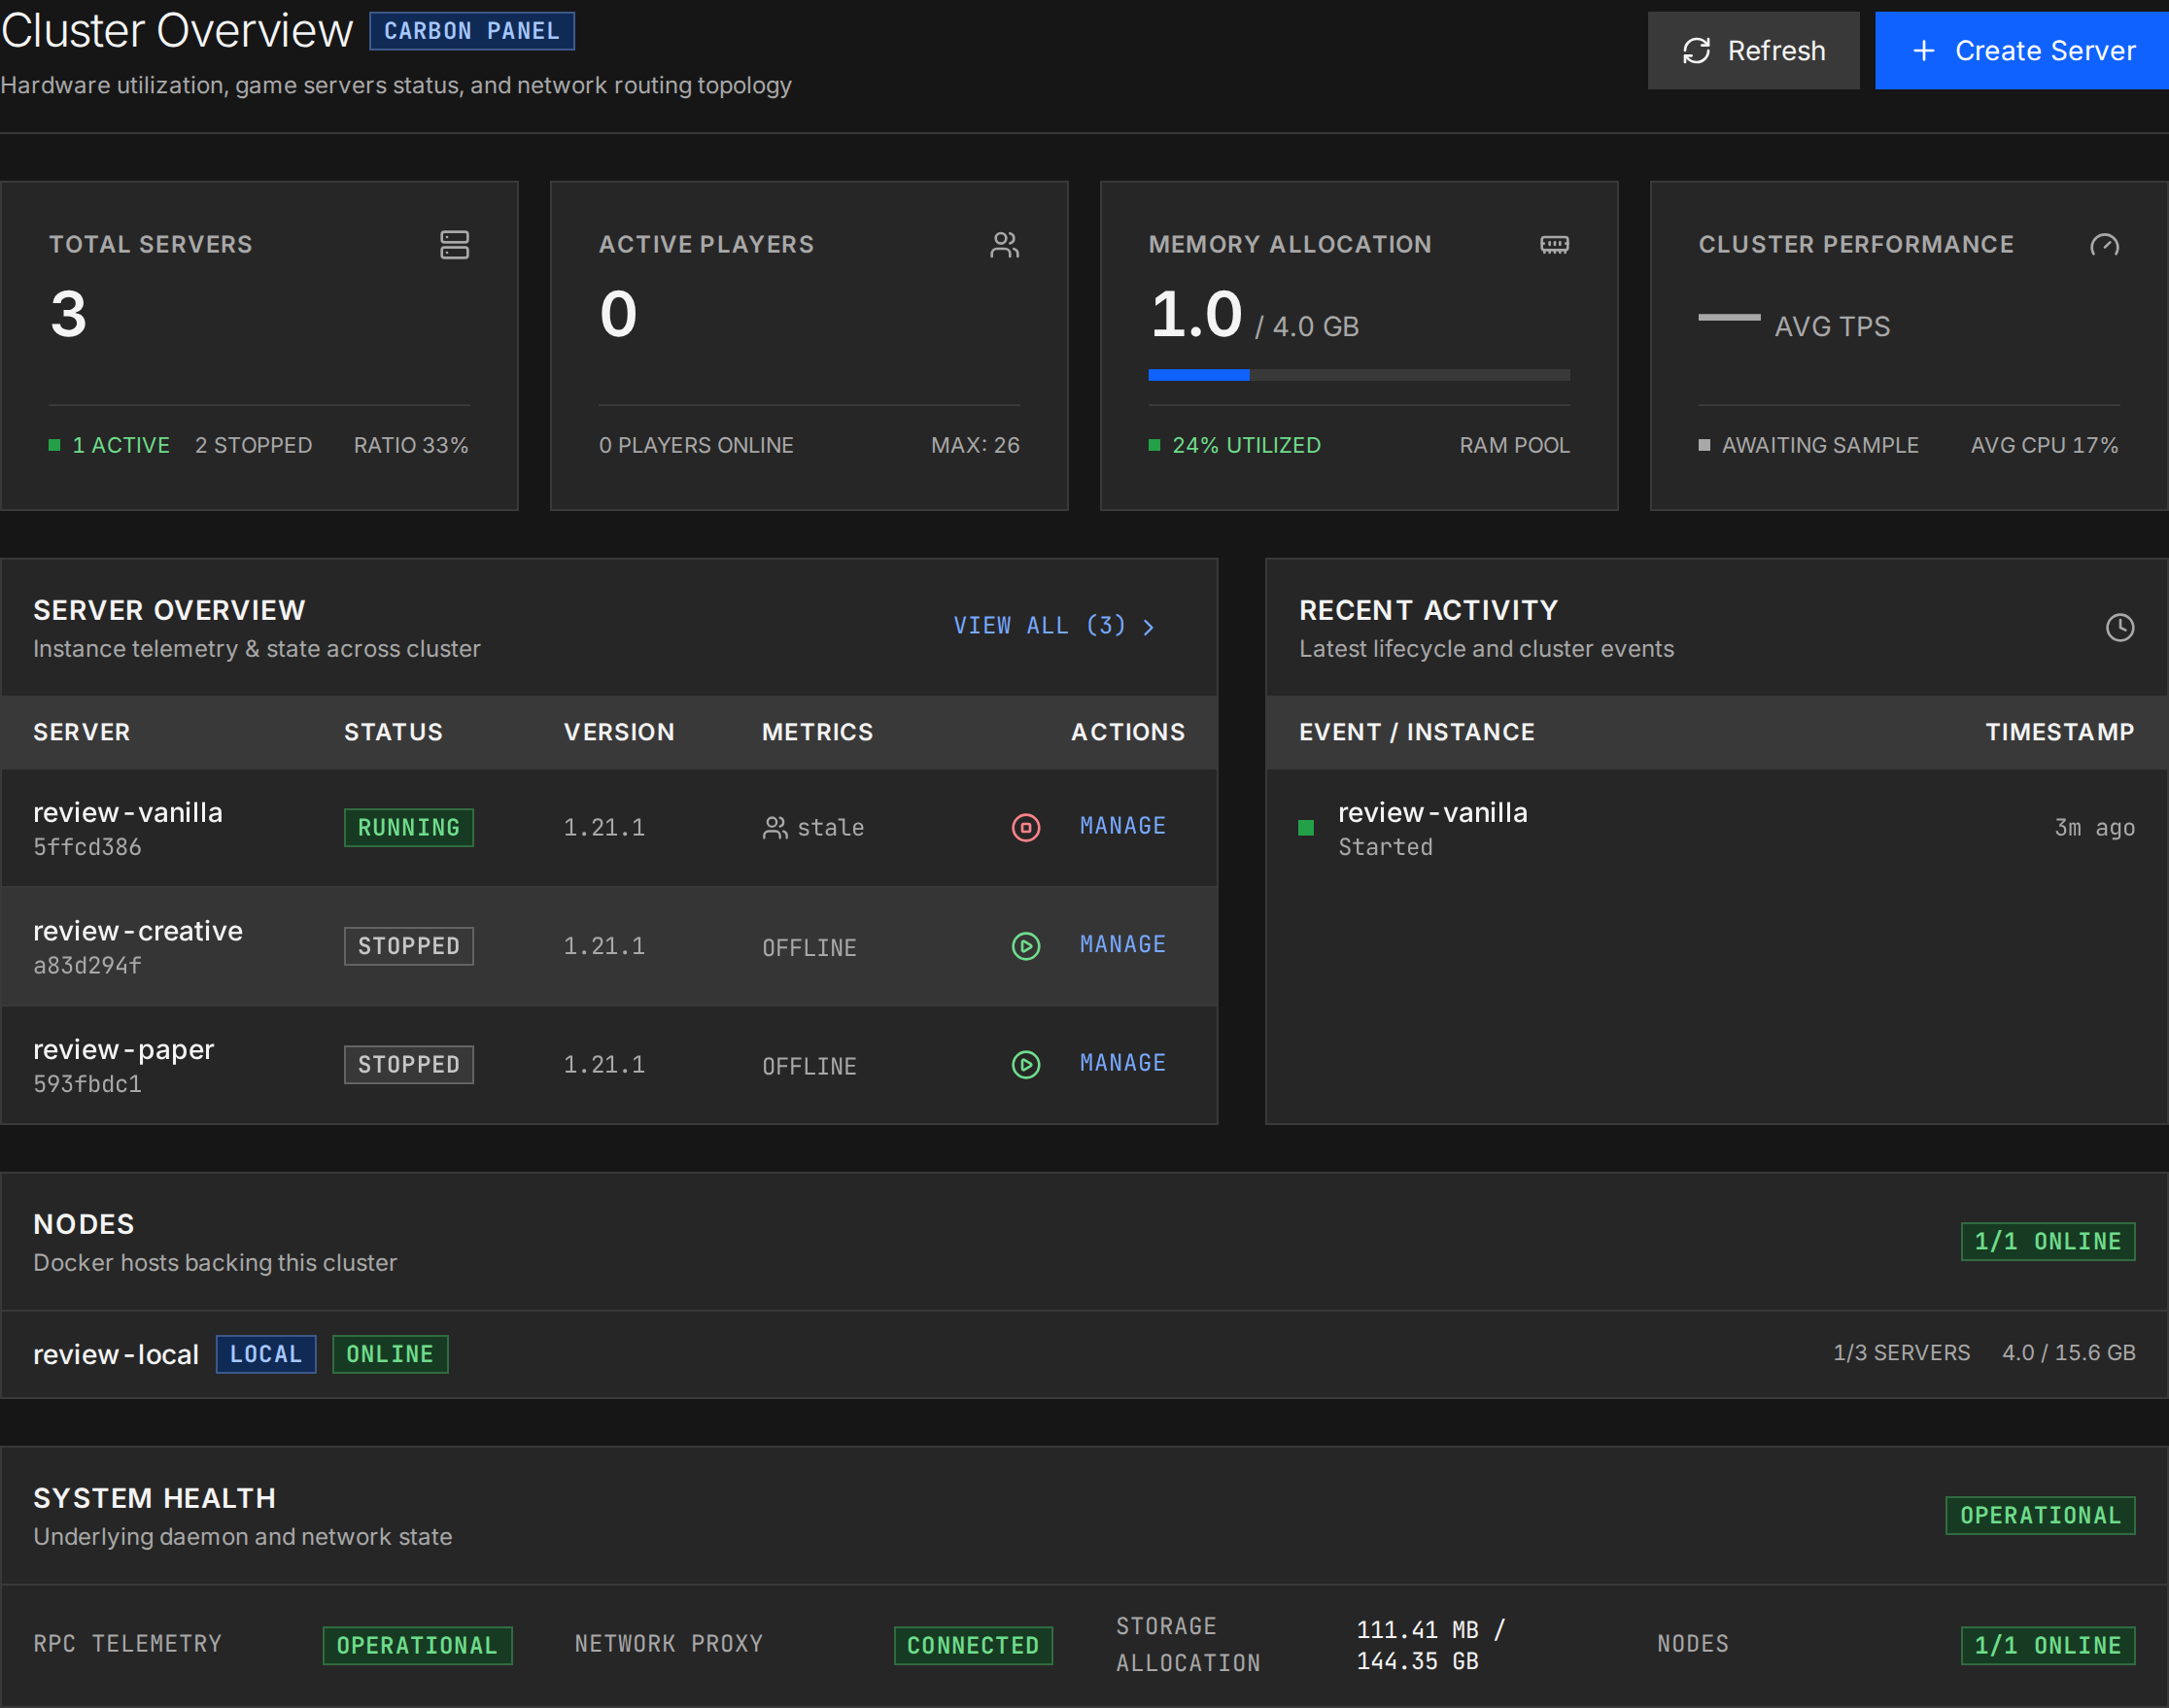 Cluster Overview CARBON PANEL
Hardware utilization, game servers status, and network routing topology
Refresh
Create Server
TOTAL SERVERS
3
1 ACTIVE 2 STOPPED RATIO 33%
ACTIVE PLAYERS
0
0 PLAYERS ONLINE MAX: 26
MEMORY ALLOCATION
1.0 / 4.0 GB
24% UTILIZED RAM POOL
CLUSTER PERFORMANCE
— AVG TPS
AWAITING SAMPLE AVG CPU 17%
SERVER OVERVIEW
Instance telemetry & state across cluster
VIEW ALL (3)
SERVER STATUS VERSION METRICS ACTIONS
review-vanilla
5ffcd386
RUNNING 1.21.1 stale MANAGE
review-creative
a83d294f
STOPPED 1.21.1 OFFLINE MANAGE
review-paper
593fbdc1
STOPPED 1.21.1 OFFLINE MANAGE
RECENT ACTIVITY
Latest lifecycle and cluster events
EVENT / INSTANCE TIMESTAMP
review-vanilla
Started
3m ago
NODES
Docker hosts backing this cluster
1/1 ONLINE
review-local LOCAL ONLINE 1/3 SERVERS 4.0 / 15.6 GB
SYSTEM HEALTH
Underlying daemon and network state
OPERATIONAL
RPC TELEMETRY OPERATIONAL
NETWORK PROXY CONNECTED
STORAGE
ALLOCATION
111.41 MB /
144.35 GB
NODES 1/1 ONLINE